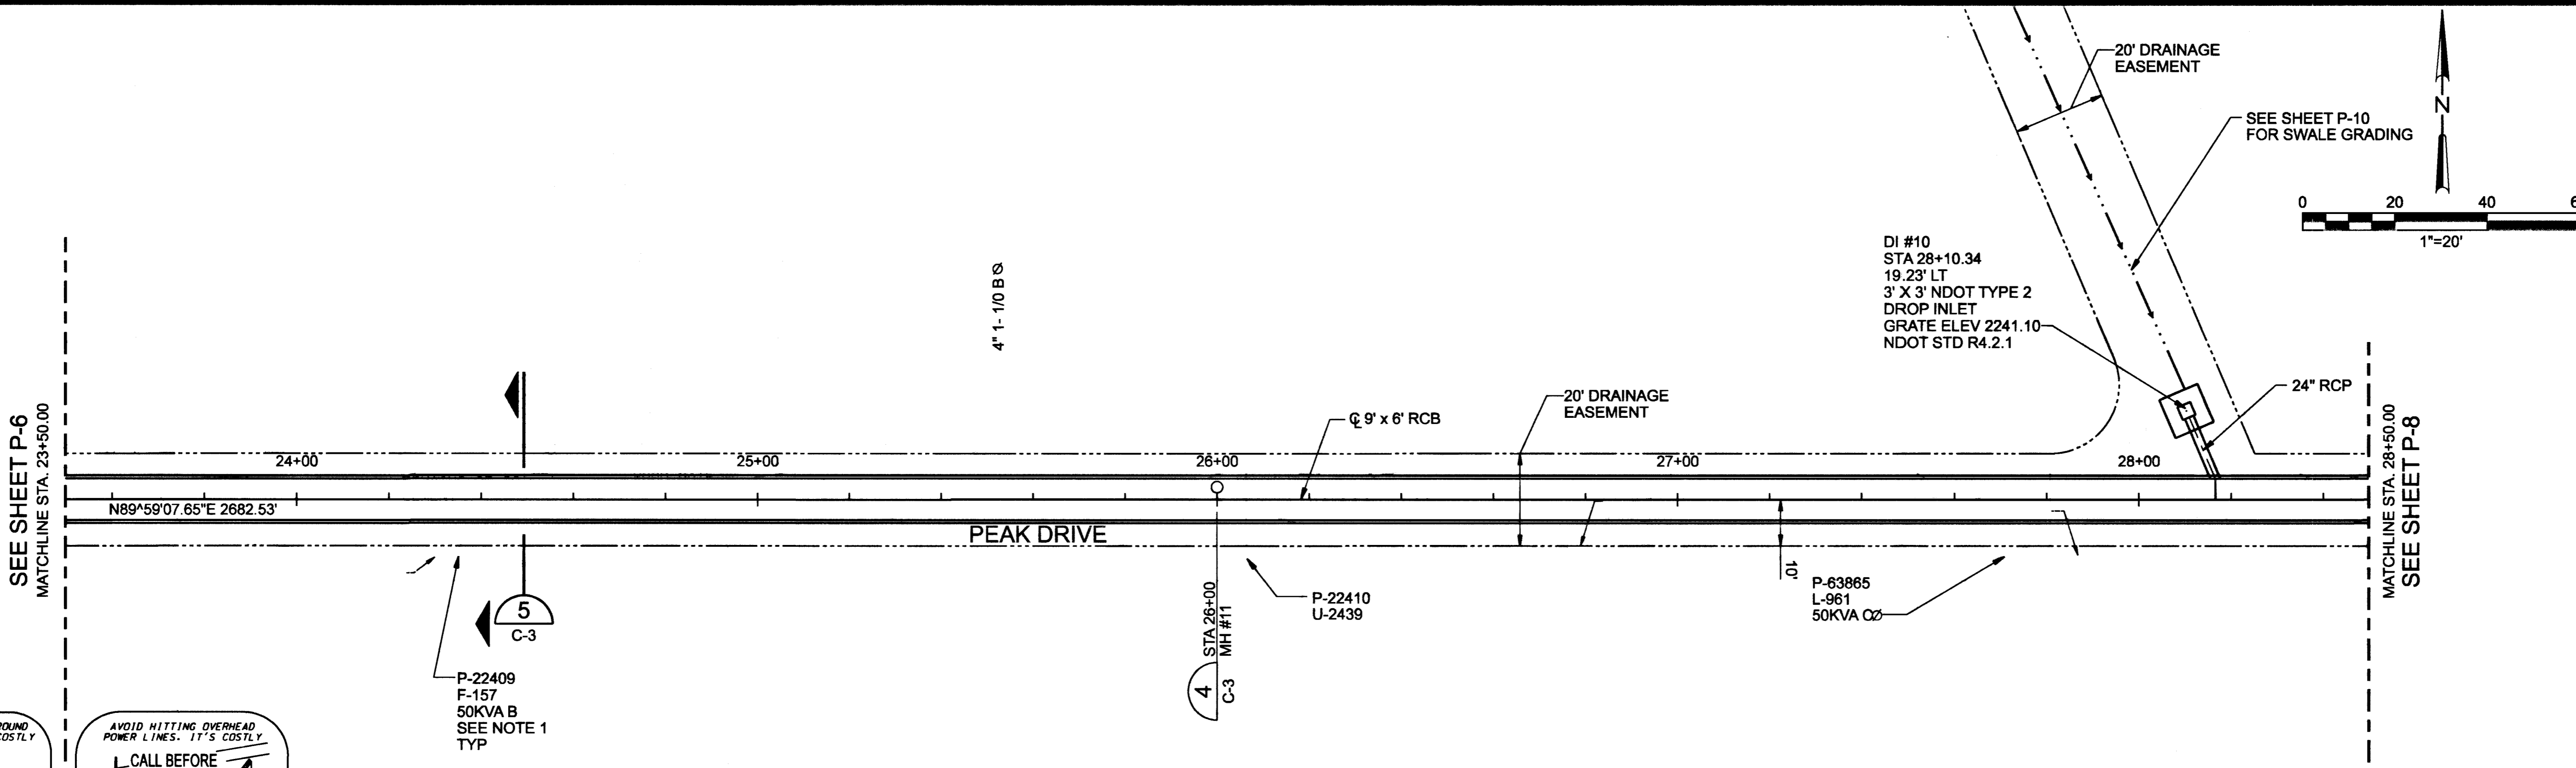 20' DRAINAGE
EASEMENT
N
SEE SHEET P-10
FOR SWALE GRADING
0 20 40
1"=20'
DI #10
STA 28+10.34
19.23' LT
3' X 3' NDOT TYPE 2
DROP INLET
GRATE ELEV 2241.10
NDOT STD R4.2.1
4" 1- 1/0 B Ø
24" RCP
20' DRAINAGE
EASEMENT
℄ 9' x 6' RCB
SEE SHEET P-6
MATCHLINE STA. 23+50.00
24+00
25+00
26+00
27+00
28+00
MATCHLINE STA. 28+50.00
SEE SHEET P-8
N89^59'07.65"E 2682.53'
PEAK DRIVE
10'
5
C-3
STA 26+00
MH #11
4
C-3
P-22410
U-2439
P-63865
L-961
50KVA CØ
P-22409
F-157
50KVA B
SEE NOTE 1
TYP
AVOID HITTING OVERHEAD
POWER LINES. IT'S COSTLY
CALL BEFORE